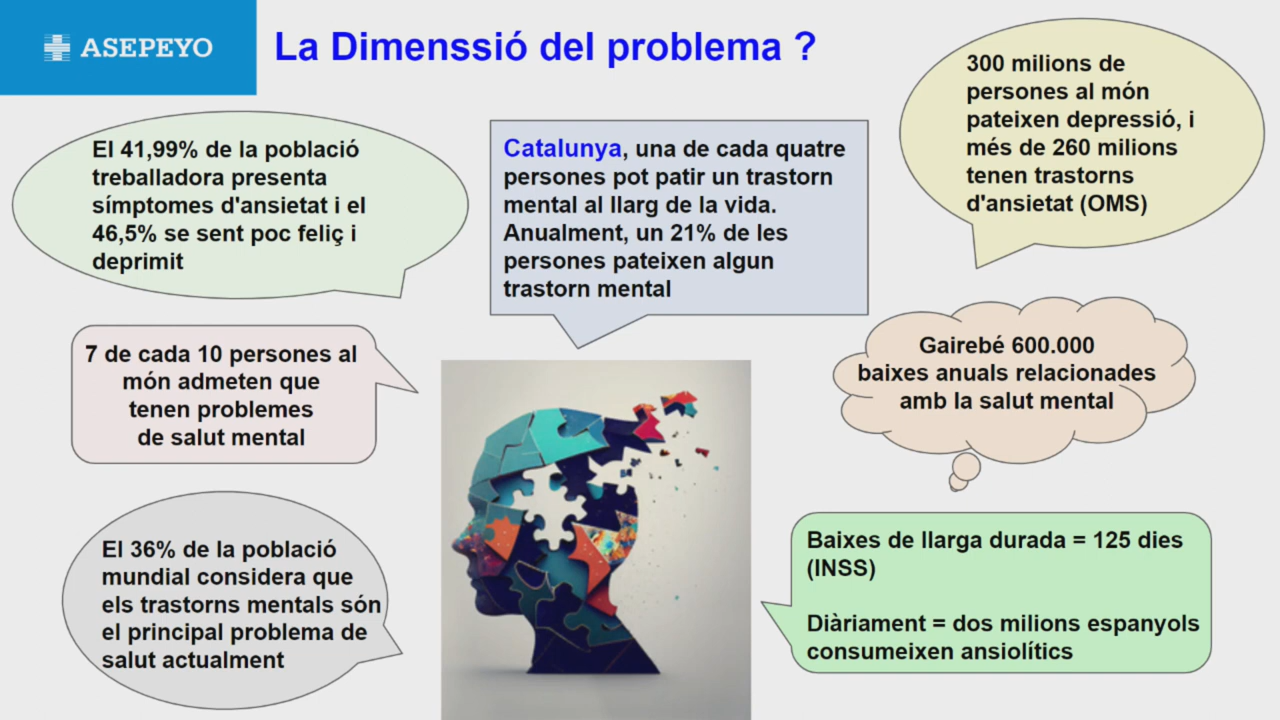 ASEPEYO
La Dimenssió del problema ?
El 41,99% de la població
treballadora presenta
símptomes d'ansietat i el
46,5% se sent poc feliç i
deprimit
Catalunya, una de cada quatre
persones pot patir un trastorn
mental al llarg de la vida.
Anualment, un 21% de les
persones pateixen algun
trastorn mental
300 milions de
persones al món
pateixen depressió, i
més de 260 milions
tenen trastorns
d'ansietat (OMS)
7 de cada 10 persones al
món admeten que
tenen problemes
de salut mental
Gairebé 600.000
baixes anuals relacionades
amb la salut mental
El 36% de la població
mundial considera que
els trastorns mentals són
el principal problema de
salut actualment
Baixes de llarga durada = 125 dies
(INSS)
Diàriament = dos milions espanyols
consumeixen ansiolítics